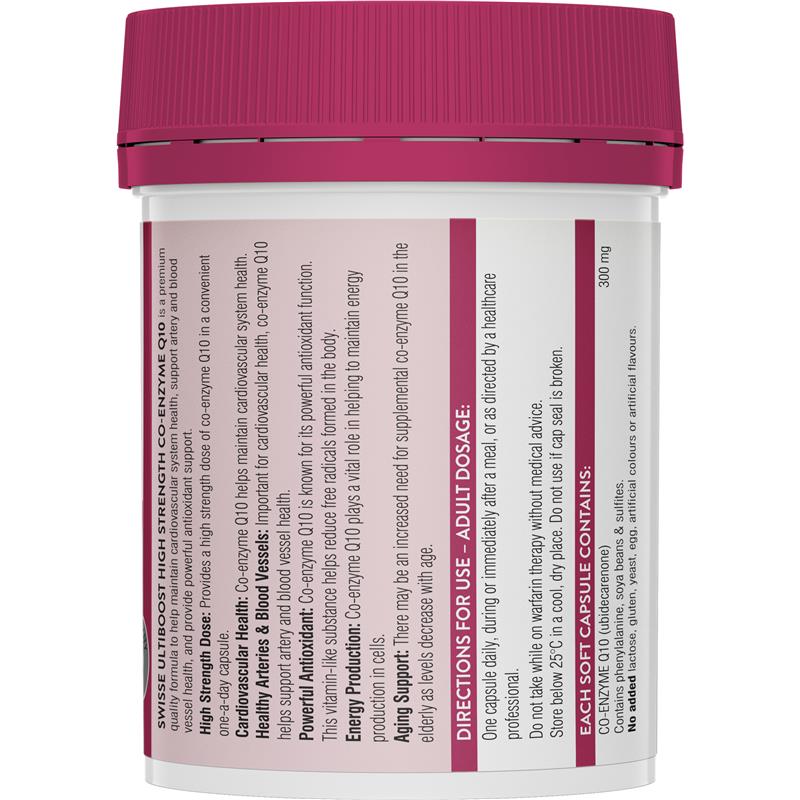 SWISSE ULTIBOOST HIGH STRENGTH CO-ENZYME Q10 is a premium
quality formula to help maintain cardiovascular system health, support artery and blood
vessel health, and provide powerful antioxidant support.
High Strength Dose: Provides a high strength dose of co-enzyme Q10 in a convenient
one-a-day capsule.
Cardiovascular Health: Co-enzyme Q10 helps maintain cardiovascular system health.
Healthy Arteries & Blood Vessels: Important for cardiovascular health, co-enzyme Q10
helps support artery and blood vessel health.
Powerful Antioxidant: Co-enzyme Q10 is known for its powerful antioxidant function.
This vitamin-like substance helps reduce free radicals formed in the body.
Energy Production: Co-enzyme Q10 plays a vital role in helping to maintain energy
production in cells.
Aging Support: There may be an increased need for supplemental co-enzyme Q10 in the
elderly as levels decrease with age.
DIRECTIONS FOR USE – ADULT DOSAGE:
One capsule daily, during or immediately after a meal, or as directed by a healthcare
professional.
Do not take while on warfarin therapy without medical advice.
Store below 25°C in a cool, dry place. Do not use if cap seal is broken.
EACH SOFT CAPSULE CONTAINS:
CO-ENZYME Q10 (ubidecarenone) 300 mg
Contains phenylalanine, soya beans & sulfites.
No added lactose, gluten, yeast, egg, artificial colours or artificial flavours.